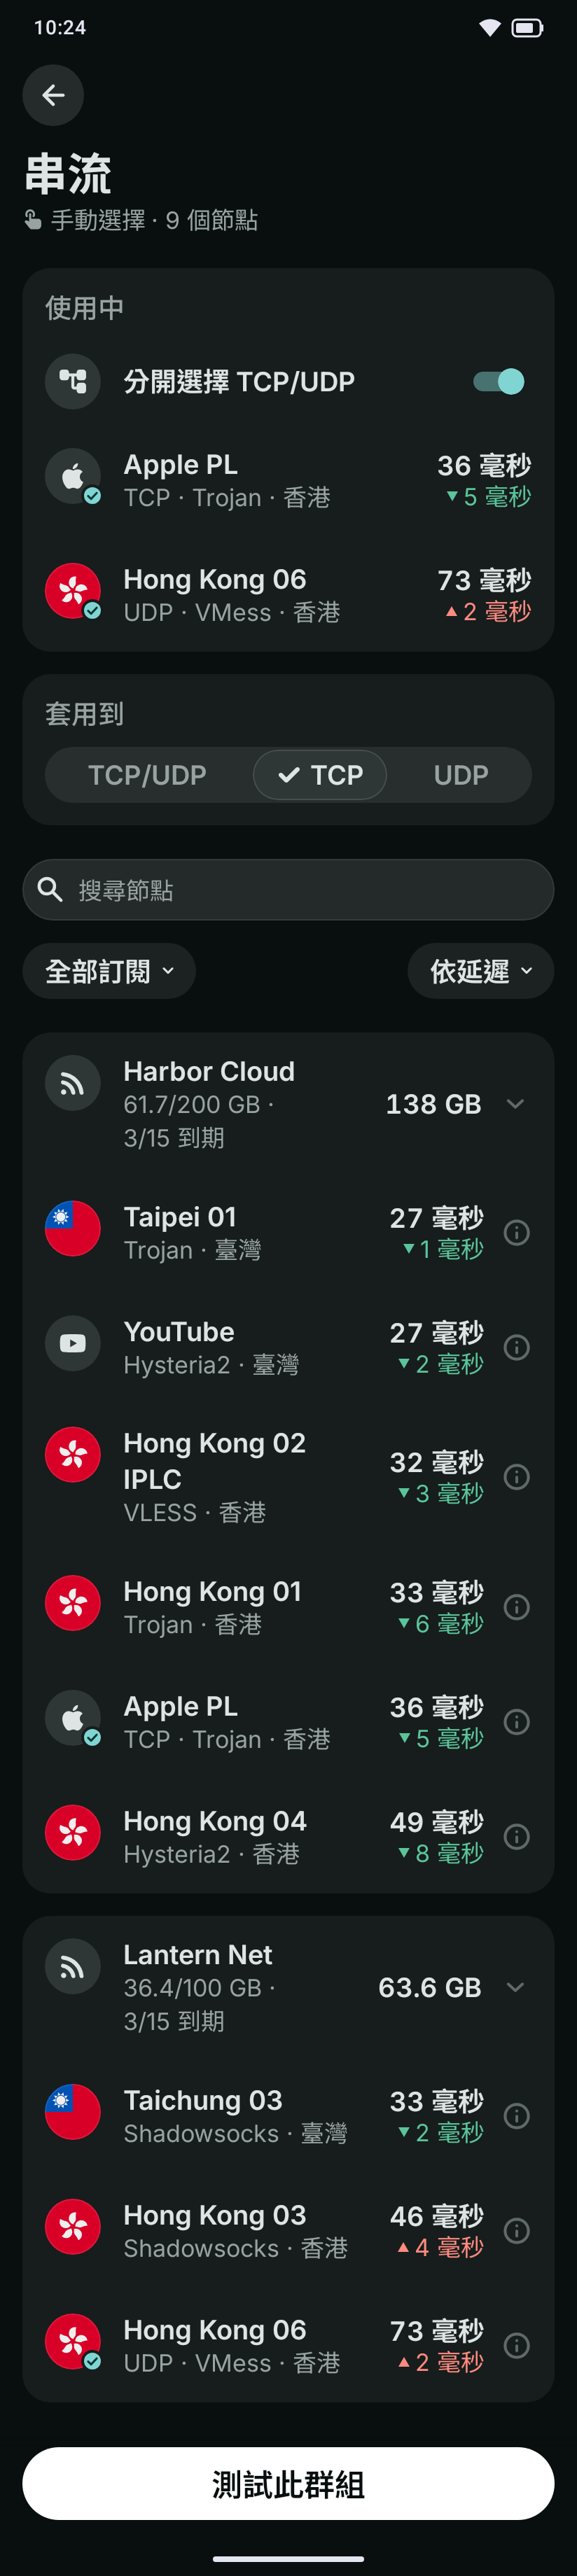 10:24
串流
手動選擇 · 9 個節點
使用中
分開選擇 TCP/UDP
Apple PL
36 毫秒
TCP · Trojan · 香港
▼5 毫秒
Hong Kong 06
73 毫秒
UDP · VMess · 香港
▲2 毫秒
套用到
TCP/UDP
TCP
UDP
搜尋節點
全部訂閱
依延遲
Harbor Cloud
61.7/200 GB ·
3/15 到期
138 GB
Taipei 01
27 毫秒
Trojan · 臺灣
▼1 毫秒
YouTube
27 毫秒
Hysteria2 · 臺灣
▼2 毫秒
Hong Kong 02
IPLC
32 毫秒
VLESS · 香港
▼3 毫秒
Hong Kong 01
33 毫秒
Trojan · 香港
▼6 毫秒
Apple PL
36 毫秒
TCP · Trojan · 香港
▼5 毫秒
Hong Kong 04
49 毫秒
Hysteria2 · 香港
▼8 毫秒
Lantern Net
36.4/100 GB ·
3/15 到期
63.6 GB
Taichung 03
33 毫秒
Shadowsocks · 臺灣
▼2 毫秒
Hong Kong 03
46 毫秒
Shadowsocks · 香港
▲4 毫秒
Hong Kong 06
73 毫秒
UDP · VMess · 香港
▲2 毫秒
測試此群組